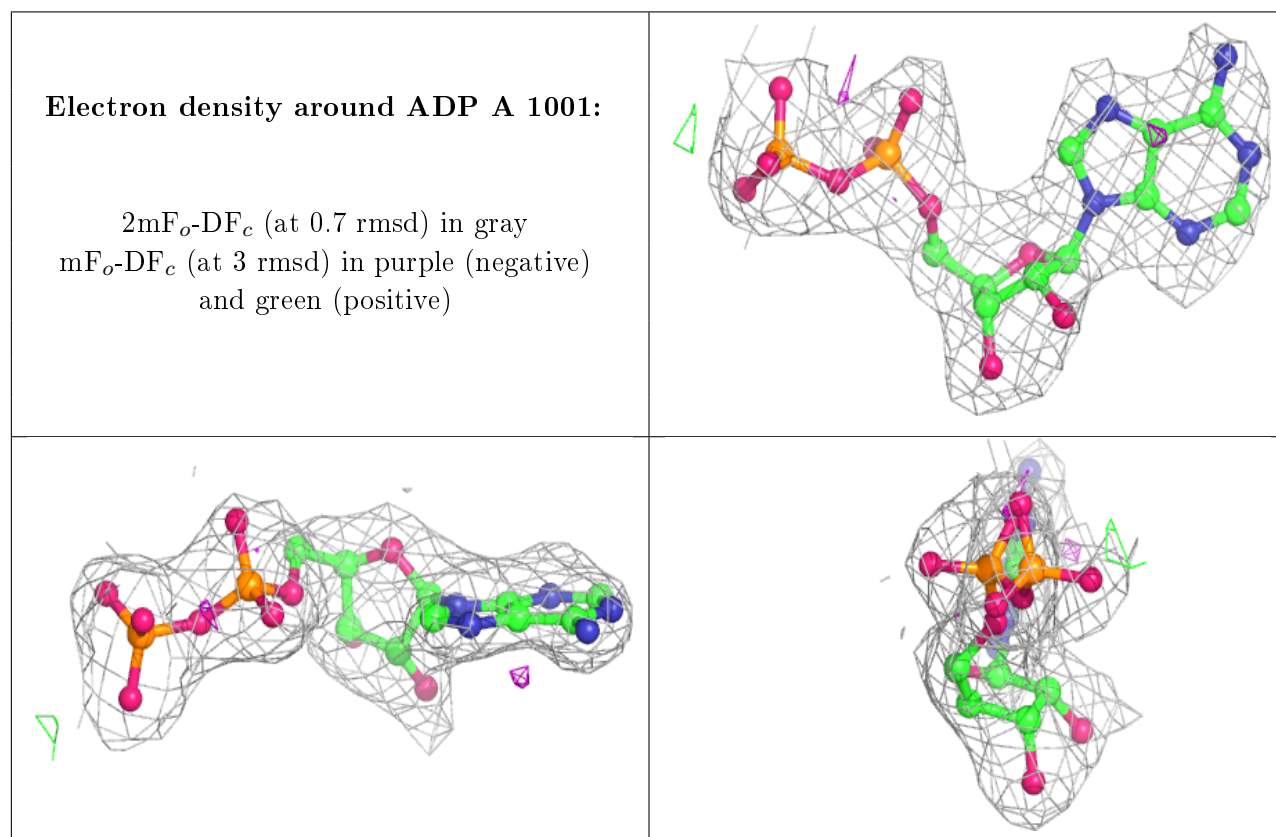 Electron density around ADP A 1001:
2mFₒ-DF𝒸 (at 0.7 rmsd) in gray
mFₒ-DF𝒸 (at 3 rmsd) in purple (negative)
and green (positive)